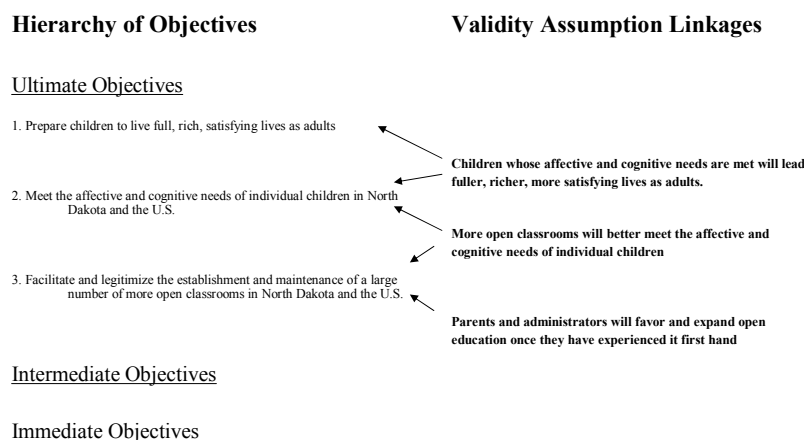 Hierarchy of Objectives
Validity Assumption Linkages
Ultimate Objectives
1. Prepare children to live full, rich, satisfying lives as adults
Children whose affective and cognitive needs are met will lead
fuller, richer, more satisfying lives as adults.
2. Meet the affective and cognitive needs of individual children in North
Dakota and the U.S.
More open classrooms will better meet the affective and
cognitive needs of individual children
3. Facilitate and legitimize the establishment and maintenance of a large
number of more open classrooms in North Dakota and the U.S.
Parents and administrators will favor and expand open
education once they have experienced it first hand
Intermediate Objectives
Immediate Objectives